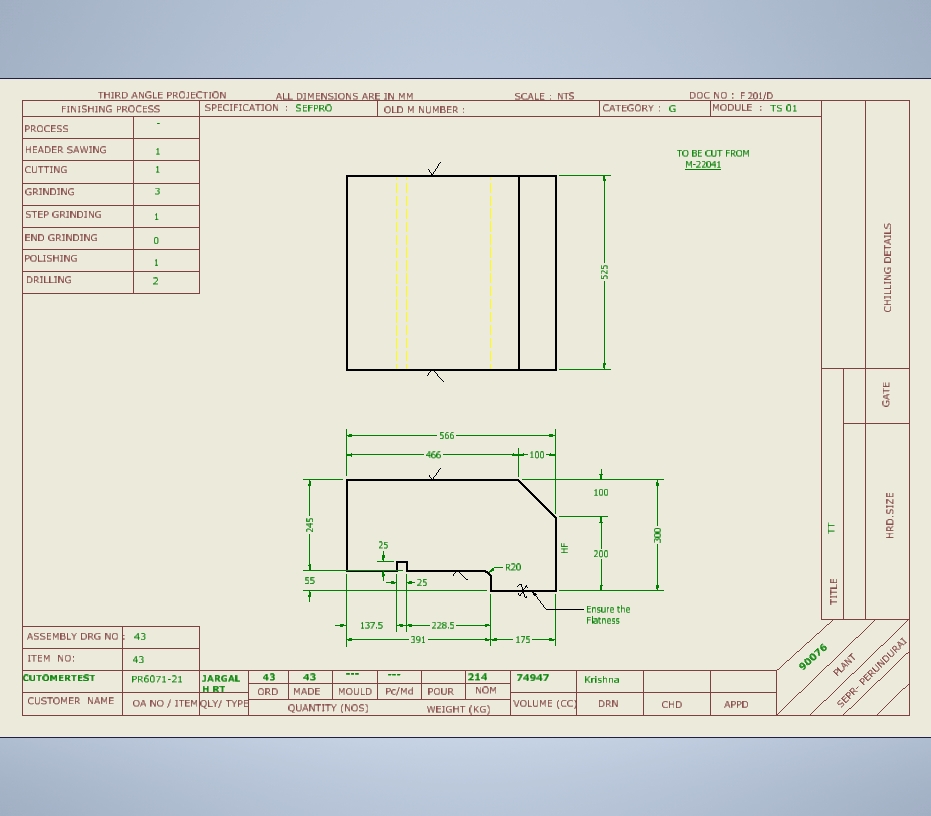 THIRD ANGLE PROJECTION ALL DIMENSIONS ARE IN MM SCALE : NTS DOC NO : F 201/D
FINISHING PROCESS SPECIFICATION : SEFPRO OLD M NUMBER : CATEGORY : G MODULE : TS 01
PROCESS -
HEADER SAWING 1
CUTTING 1
GRINDING 3
STEP GRINDING 1
END GRINDING 0
POLISHING 1
DRILLING 2
TO BE CUT FROM
M-22041
525
CHILLING DETAILS
GATE
HRD.SIZE
TT
TITLE
566
466 100
245
55
25
25
R20
HF
100
200
300
137.5 228.5
391 175
Ensure the
Flatness
ASSEMBLY DRG NO : 43
ITEM NO: 43
CUTOMERTEST PR6071-21 JARGAL
H RT
43 43 --- --- 214 74947 Krishna
ORD MADE MOULD Pc/Md POUR NOM
CUSTOMER NAME OA NO / ITEM QLY/ TYPE QUANTITY (NOS) WEIGHT (KG) VOLUME (CC) DRN CHD APPD
90076
PLANT
SEPR- PERUNDURAI